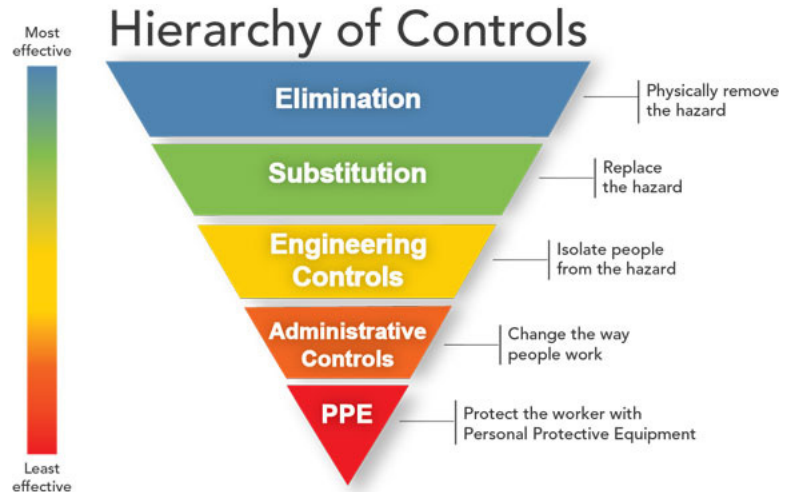 Hierarchy of Controls
Most
effective
Elimination
Physically remove
the hazard
Substitution
Replace
the hazard
Engineering
Controls
Isolate people
from the hazard
Administrative
Controls
Change the way
people work
PPE
Protect the worker with
Personal Protective Equipment
Least
effective